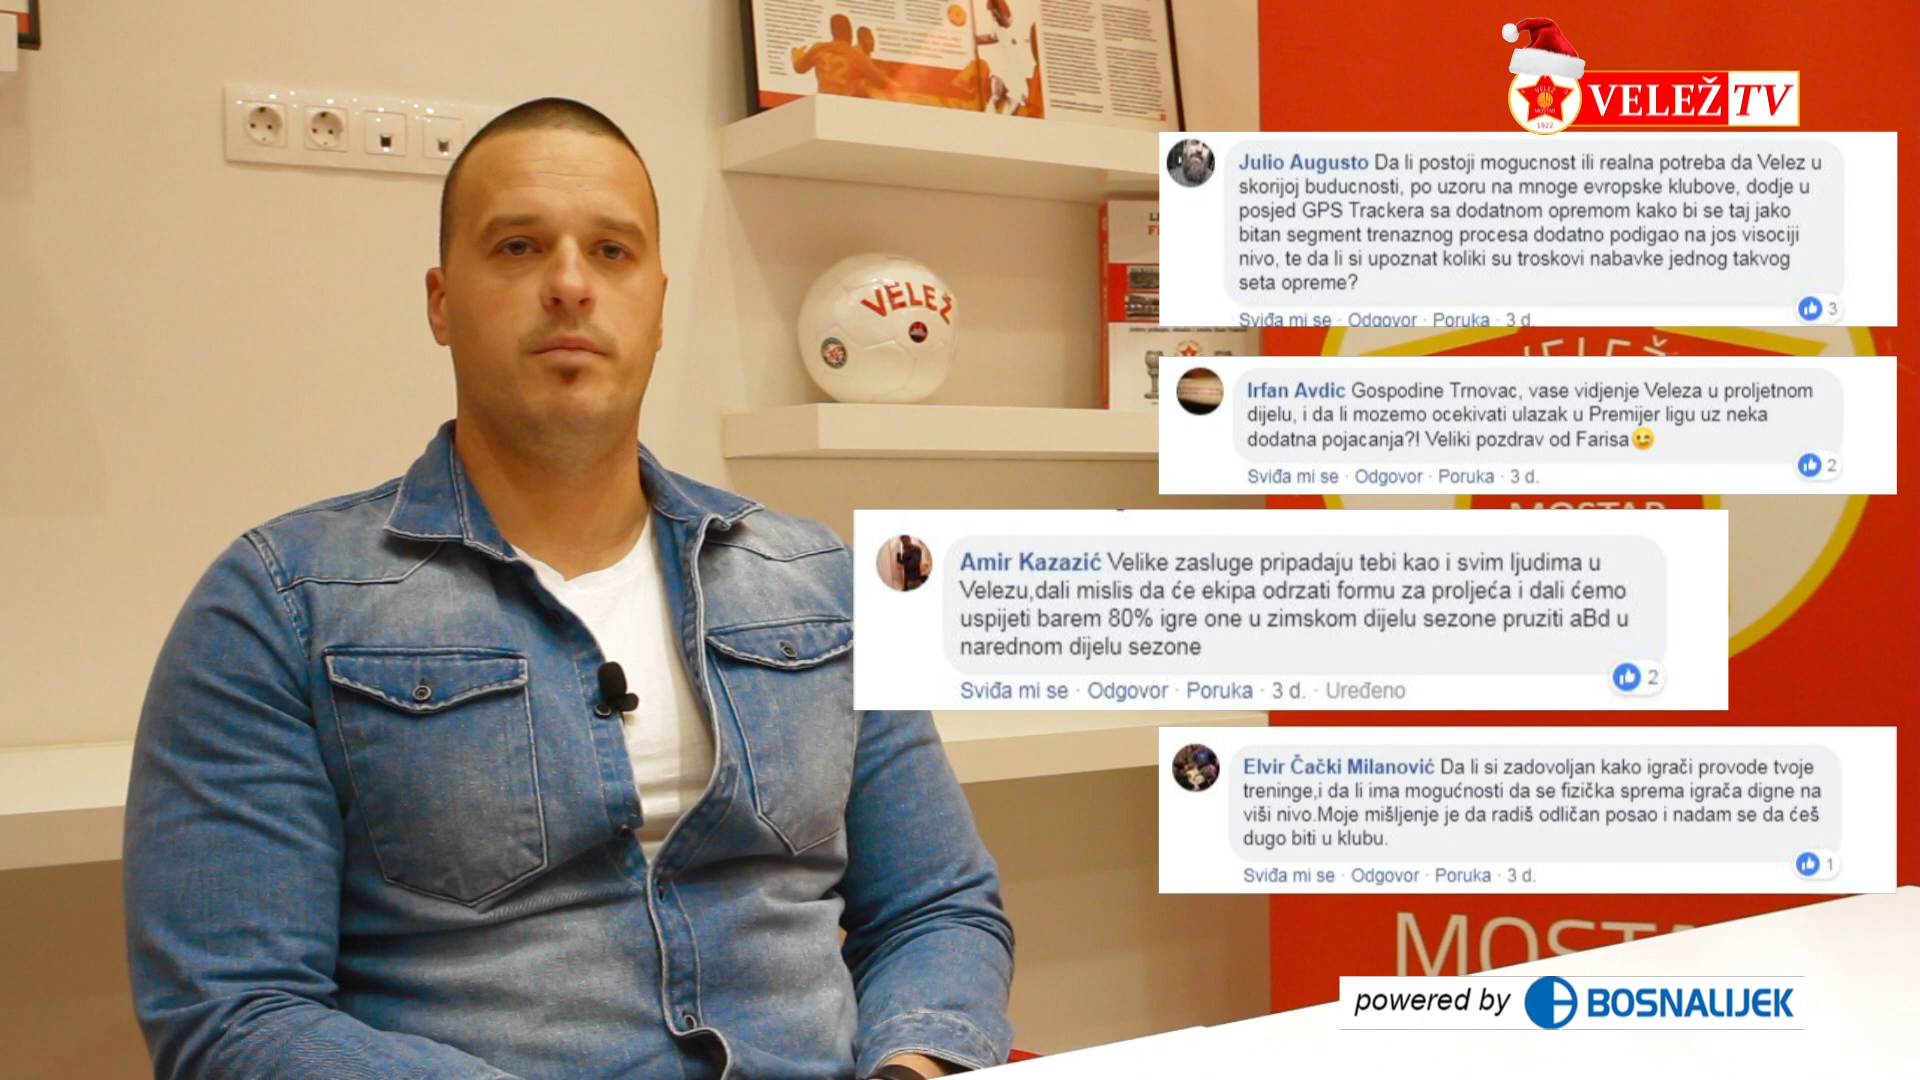 VELEŽ TV
VELEŽ
MOSTAR
1922
VELEŽ
Julio Augusto Da li postoji mogucnost ili realna potreba da Velez u
skorijoj buducnosti, po uzoru na mnoge evropske klubove, dodje u
posjed GPS Trackera sa dodatnom opremom kako bi se taj jako
bitan segment trenaznog procesa dodatno podigao na jos visociji
nivo, te da li si upoznat koliki su troskovi nabavke jednog takvog
seta opreme?
3
Sviđa mi se · Odgovor · Poruka · 3 d.
VELEŽ
Irfan Avdic Gospodine Trnovac, vase vidjenje Veleza u proljetnom
dijelu, i da li mozemo ocekivati ulazak u Premijer ligu uz neka
dodatna pojacanja?! Veliki pozdrav od Farisa😉
2
Sviđa mi se · Odgovor · Poruka · 3 d.
MOSTAR
Amir Kazazić Velike zasluge pripadaju tebi kao i svim ljudima u
Velezu,dali mislis da će ekipa odrzati formu za proljeća i dali ćemo
uspijeti barem 80% igre one u zimskom dijelu sezone pruziti aBd u
narednom dijelu sezone
2
Sviđa mi se · Odgovor · Poruka · 3 d. · Uređeno
Elvir Čački Milanović Da li si zadovoljan kako igrači provode tvoje
treninge,i da li ima mogućnosti da se fizička sprema igrača digne na
viši nivo.Moje mišljenje je da radiš odličan posao i nadam se da ćeš
dugo biti u klubu.
1
Sviđa mi se · Odgovor · Poruka · 3 d.
MOSTA
powered by BOSNALIJEK